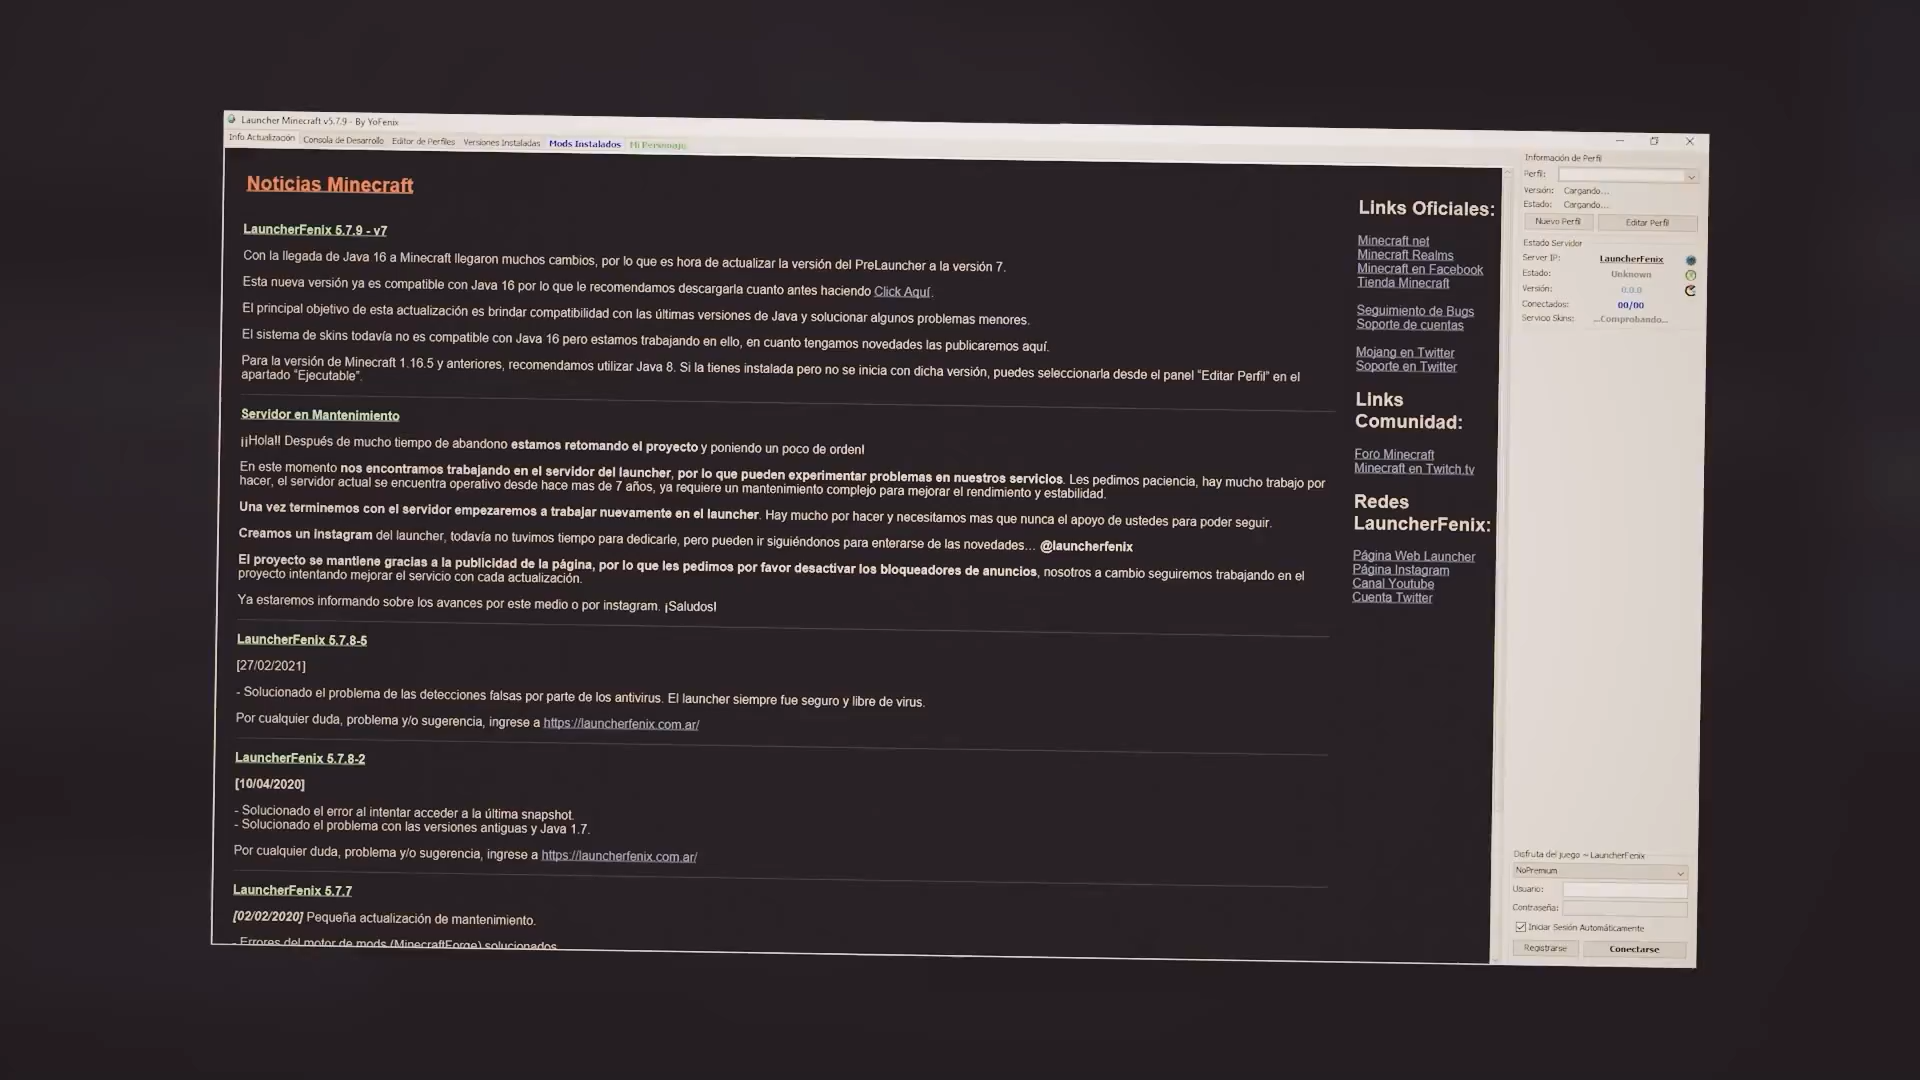 Launcher Minecraft v5.7.9 - By YoFenix
Info Actualización Consola de Desarrollo Editor de Perfiles Versiones Instaladas Mods Instalados Mi Personaje
Noticias Minecraft
LauncherFenix 5.7.9 - v7
Con la llegada de Java 16 a Minecraft llegaron muchos cambios, por lo que es hora de actualizar la versión del PreLauncher a la versión 7.
Esta nueva versión ya es compatible con Java 16 por lo que le recomendamos descargarla cuanto antes haciendo Click Aquí.
El principal objetivo de esta actualización es brindar compatibilidad con las últimas versiones de Java y solucionar algunos problemas menores.
El sistema de skins todavía no es compatible con Java 16 pero estamos trabajando en ello, en cuanto tengamos novedades las publicaremos aquí.
Para la versión de Minecraft 1.16.5 y anteriores, recomendamos utilizar Java 8. Si la tienes instalada pero no se inicia con dicha versión, puedes seleccionarla desde el panel “Editar Perfil” en el
apartado “Ejecutable”.
Servidor en Mantenimiento
¡¡Hola!! Después de mucho tiempo de abandono estamos retomando el proyecto y poniendo un poco de orden!
En este momento nos encontramos trabajando en el servidor del launcher, por lo que pueden experimentar problemas en nuestros servicios. Les pedimos paciencia, hay mucho trabajo por
hacer, el servidor actual se encuentra operativo desde hace mas de 7 años, ya requiere un mantenimiento complejo para mejorar el rendimiento y estabilidad.
Una vez terminemos con el servidor empezaremos a trabajar nuevamente en el launcher. Hay mucho por hacer y necesitamos mas que nunca el apoyo de ustedes para poder seguir.
Creamos un Instagram del launcher, todavía no tuvimos tiempo para dedicarle, pero pueden ir siguiéndonos para enterarse de las novedades... @launcherfenix
El proyecto se mantiene gracias a la publicidad de la página, por lo que les pedimos por favor desactivar los bloqueadores de anuncios, nosotros a cambio seguiremos trabajando en el
proyecto intentando mejorar el servicio con cada actualización.
Ya estaremos informando sobre los avances por este medio o por instagram. ¡Saludos!
LauncherFenix 5.7.8-5
[27/02/2021]
- Solucionado el problema de las detecciones falsas por parte de los antivirus. El launcher siempre fue seguro y libre de virus.
Por cualquier duda, problema y/o sugerencia, ingrese a https://launcherfenix.com.ar/
LauncherFenix 5.7.8-2
[10/04/2020]
- Solucionado el error al intentar acceder a la última snapshot.
- Solucionado el problema con las versiones antiguas y Java 1.7.
Por cualquier duda, problema y/o sugerencia, ingrese a https://launcherfenix.com.ar/
LauncherFenix 5.7.7
[02/02/2020] Pequeña actualización de mantenimiento.
- Errores del motor de mods (MinecraftForge) solucionados
Links Oficiales:
Minecraft.net
Minecraft Realms
Minecraft en Facebook
Tienda Minecraft
Seguimiento de Bugs
Soporte de cuentas
Mojang en Twitter
Soporte en Twitter
Links
Comunidad:
Foro Minecraft
Minecraft en Twitch.tv
Redes
LauncherFenix:
Página Web Launcher
Página Instagram
Canal Youtube
Cuenta Twitter
Información de Perfil
Perfil:
Versión: Cargando...
Estado: Cargando...
Nuevo Perfil Editar Perfil
Estado Servidor
Server IP: LauncherFenix
Estado: Unknown
Versión: 0.0.0
Conectados: 00/00
Servicio Skins: ...Comprobando...
Disfruta del juego ~ LauncherFenix
NoPremium
Usuario:
Contraseña:
Iniciar Sesión Automáticamente
Registrarse Conectarse